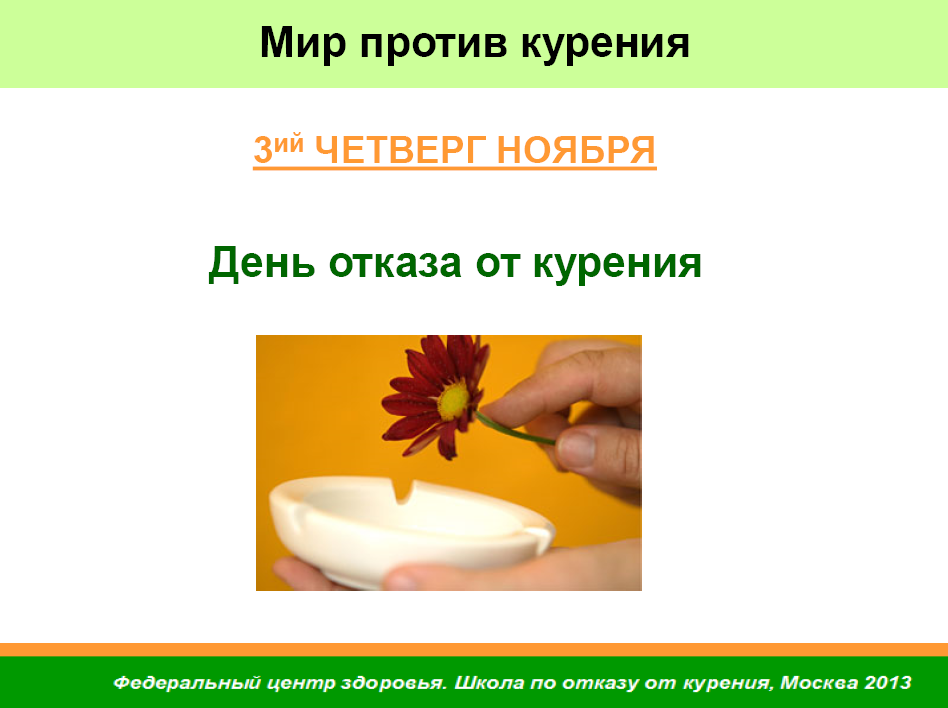 Мир против курения
3ий ЧЕТВЕРГ НОЯБРЯ
День отказа от курения
Федеральный центр здоровья. Школа по отказу от курения, Москва 2013